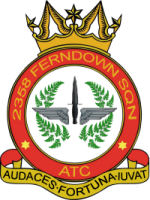 2358 FERNDOWN SQN
ATC
AUDACES·FORTUNA·IUVAT